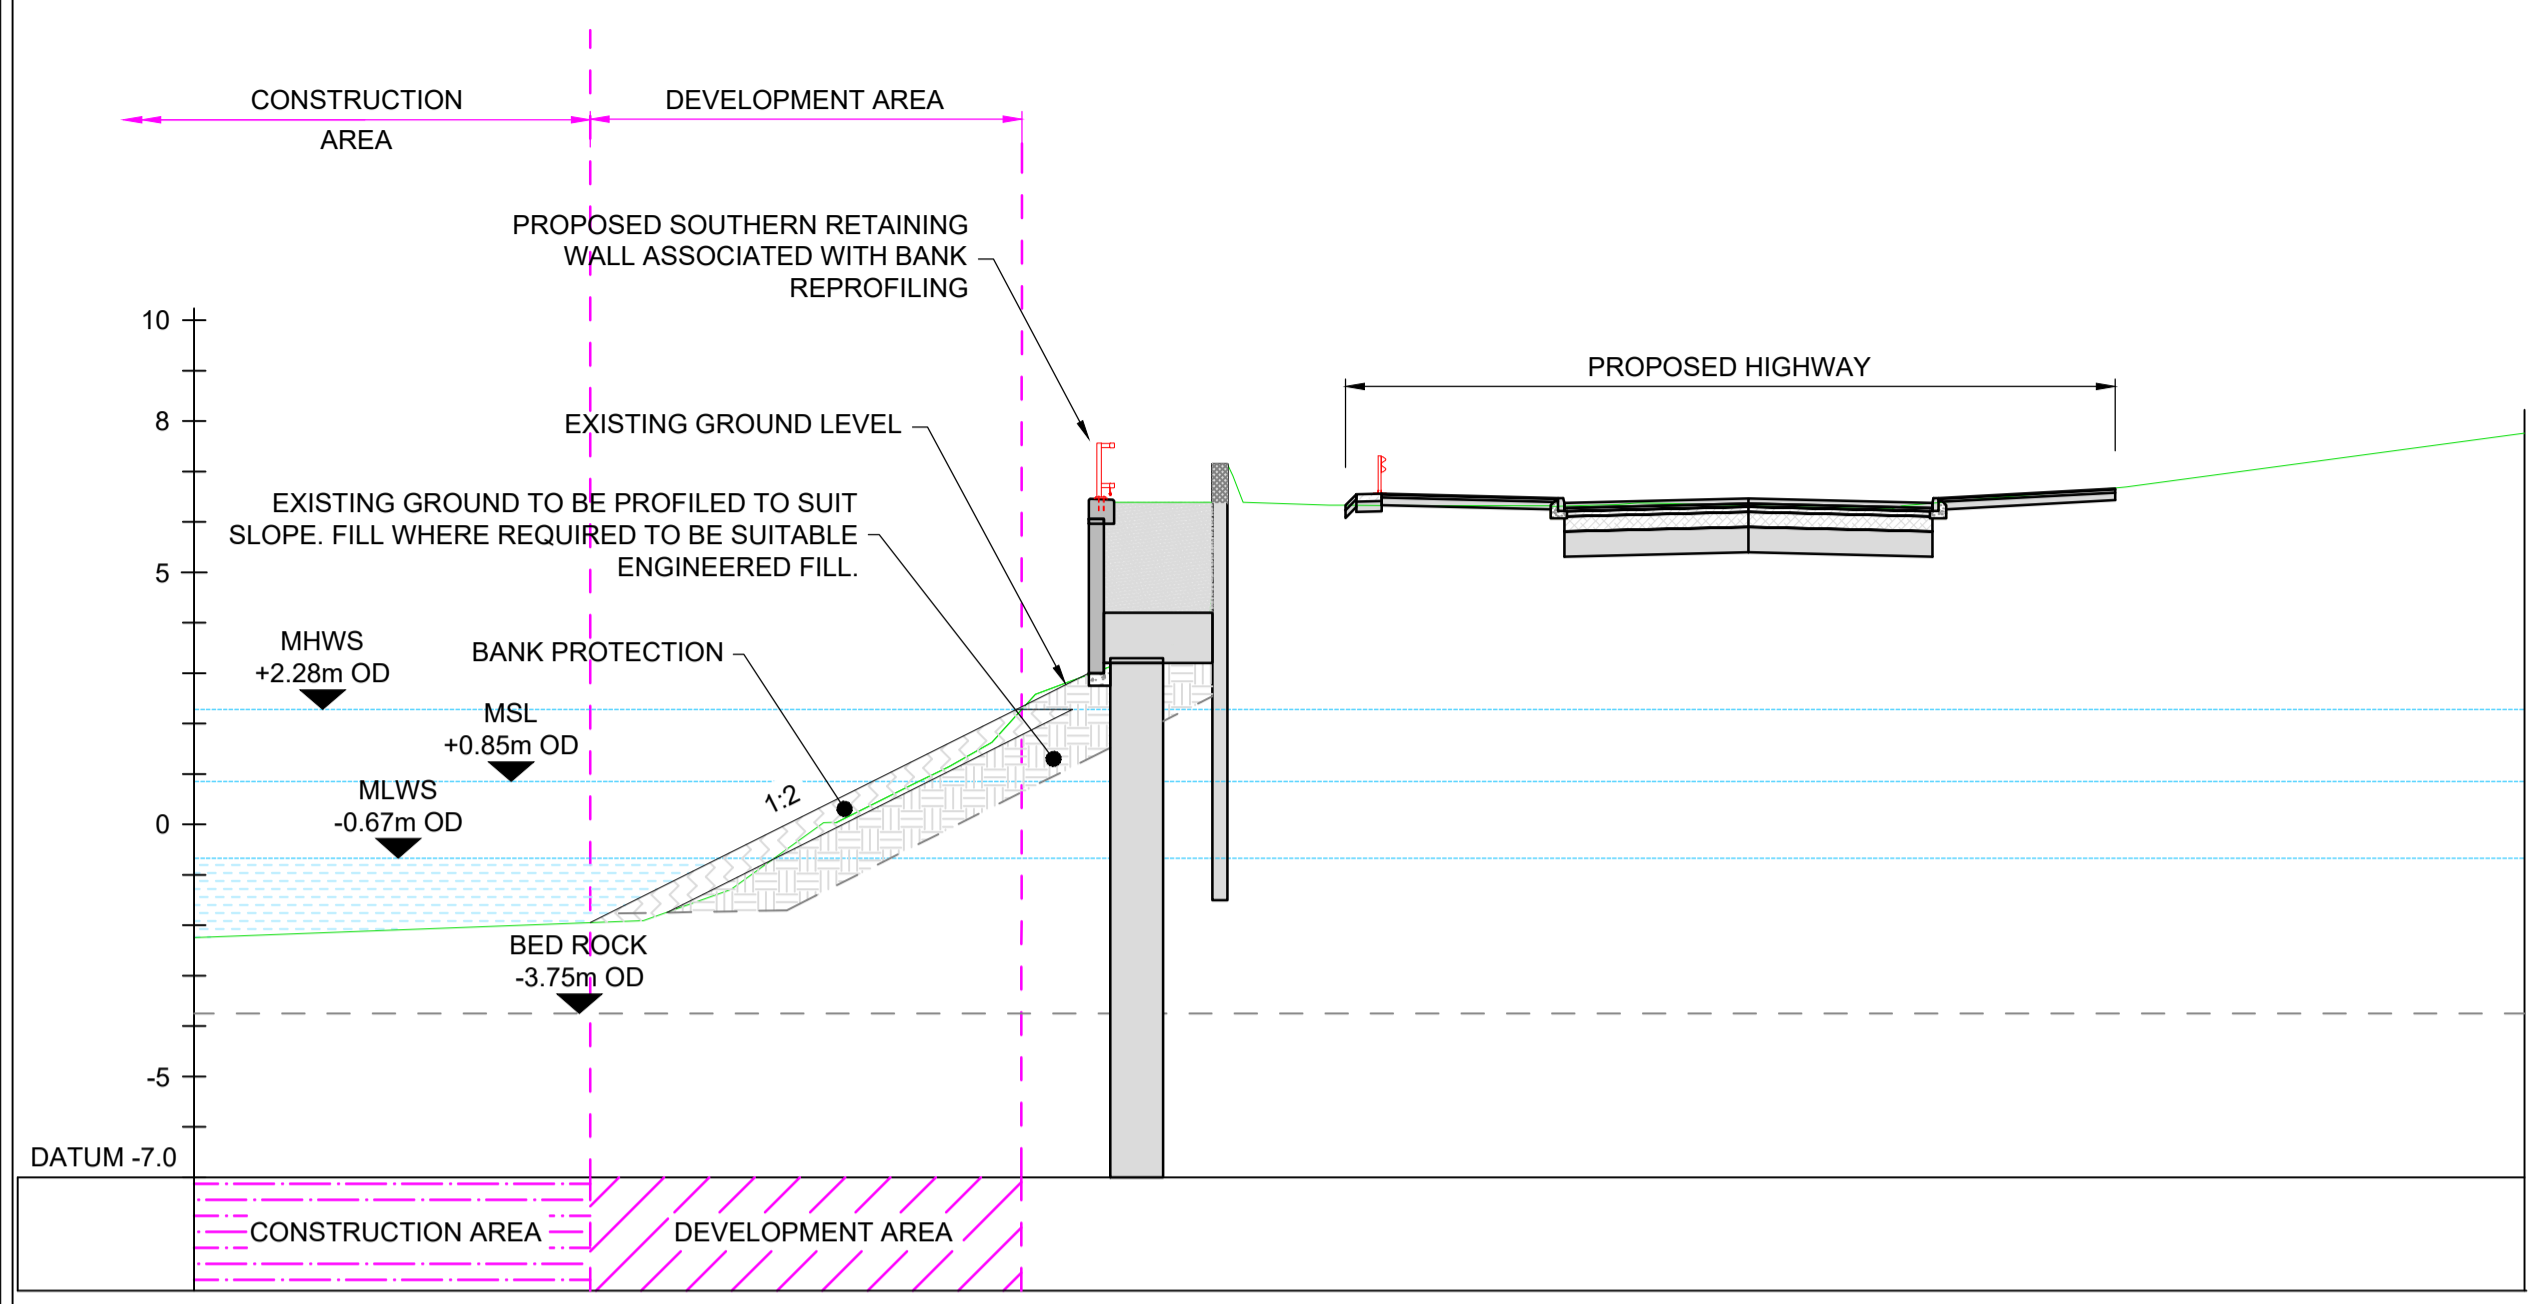 CONSTRUCTION
AREA
DEVELOPMENT AREA
PROPOSED SOUTHERN RETAINING
WALL ASSOCIATED WITH BANK
REPROFILING
10
PROPOSED HIGHWAY
8
EXISTING GROUND LEVEL
EXISTING GROUND TO BE PROFILED TO SUIT
SLOPE. FILL WHERE REQUIRED TO BE SUITABLE
ENGINEERED FILL.
5
MHWS
+2.28m OD
BANK PROTECTION
MSL
+0.85m OD
MLWS
-0.67m OD
1:2
0
BED ROCK
-3.75m OD
-5
DATUM -7.0
CONSTRUCTION AREA
DEVELOPMENT AREA